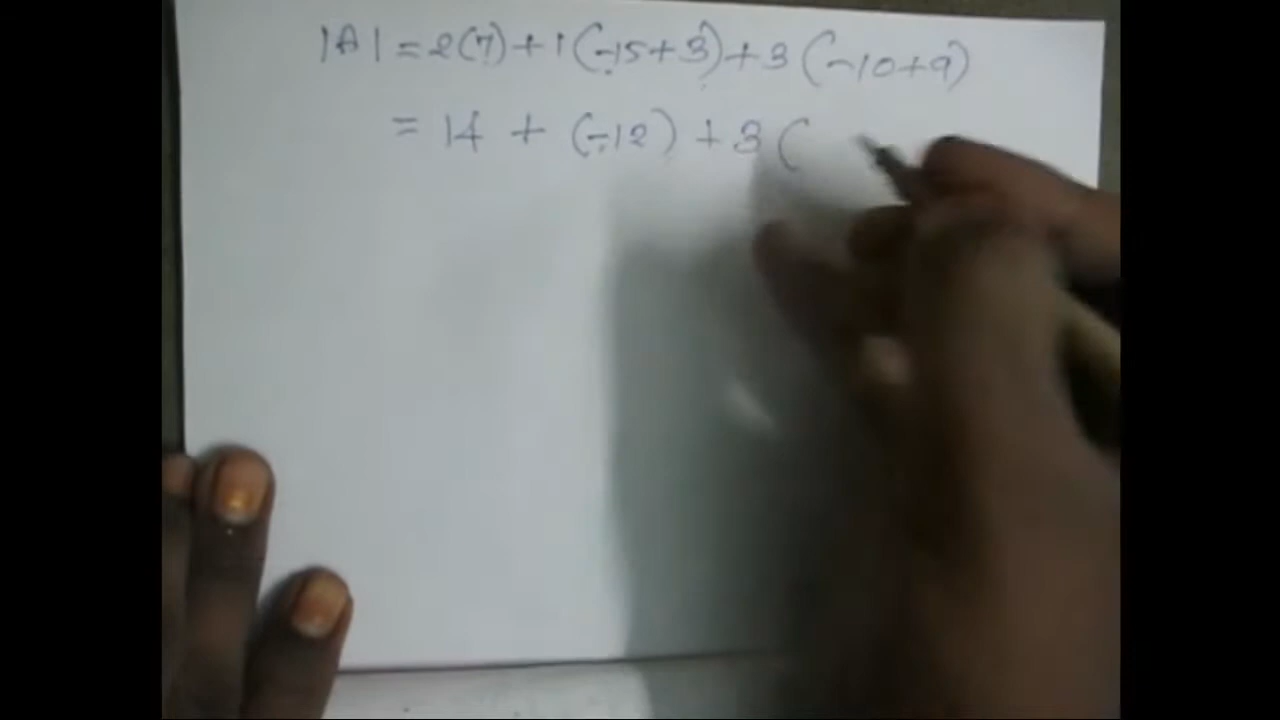 |A| = 2(7) + 1(-15+3) + 3(-10+9)
= 14 + (-12) + 3(